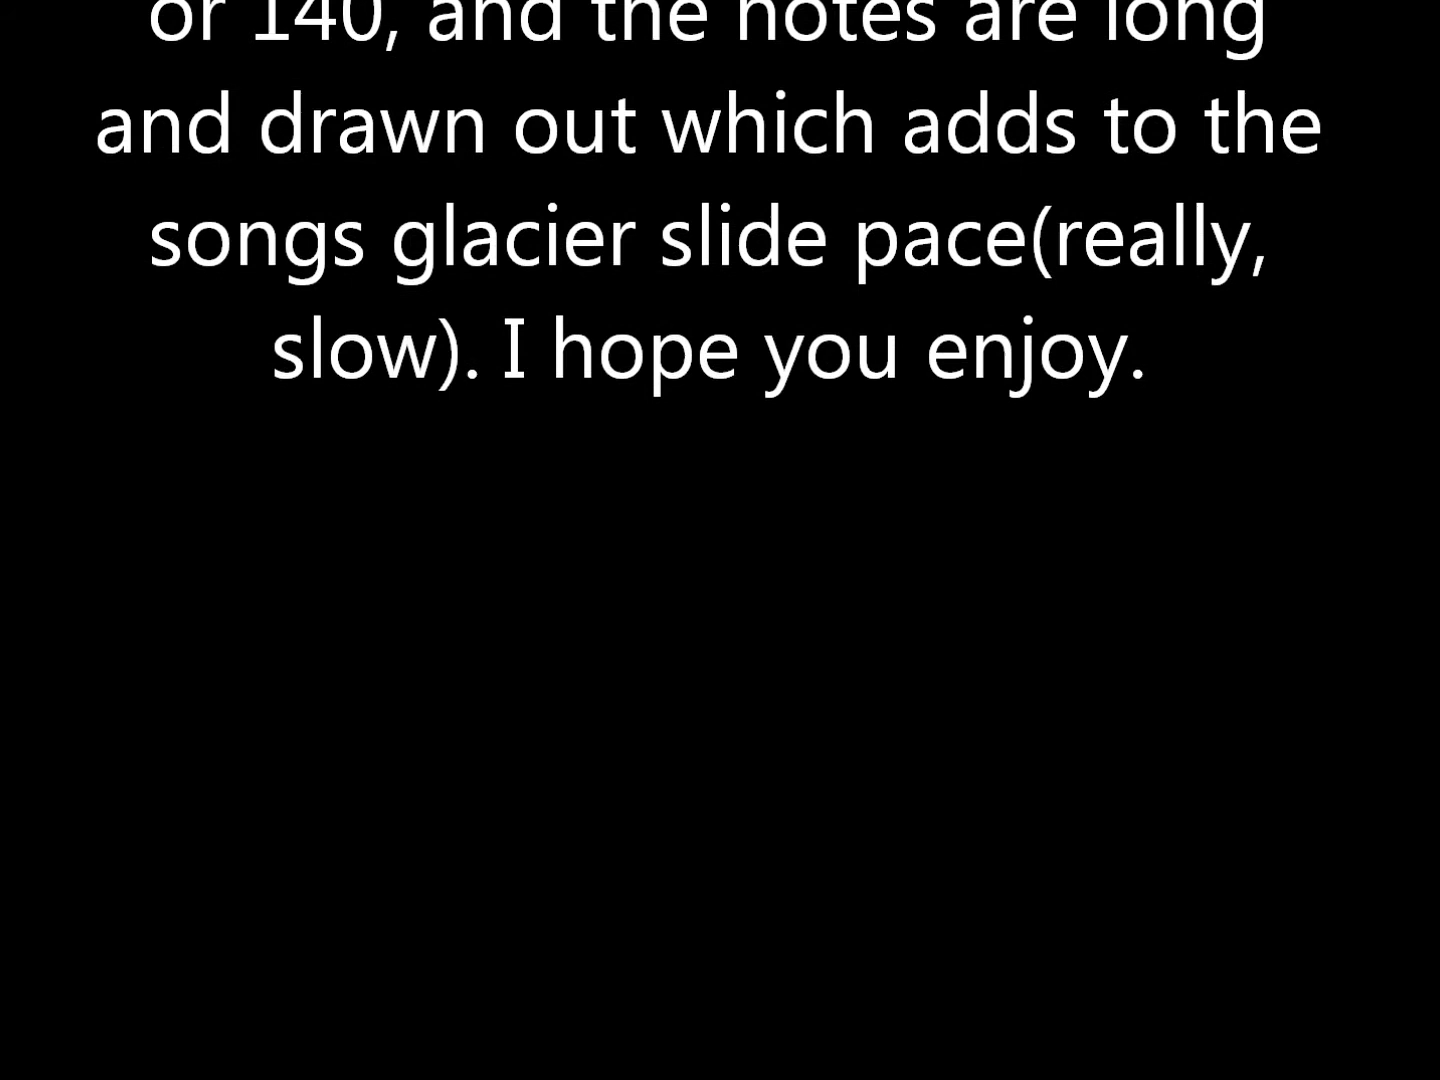 or 140, and the notes are long
and drawn out which adds to the
songs glacier slide pace(really,
slow). I hope you enjoy.